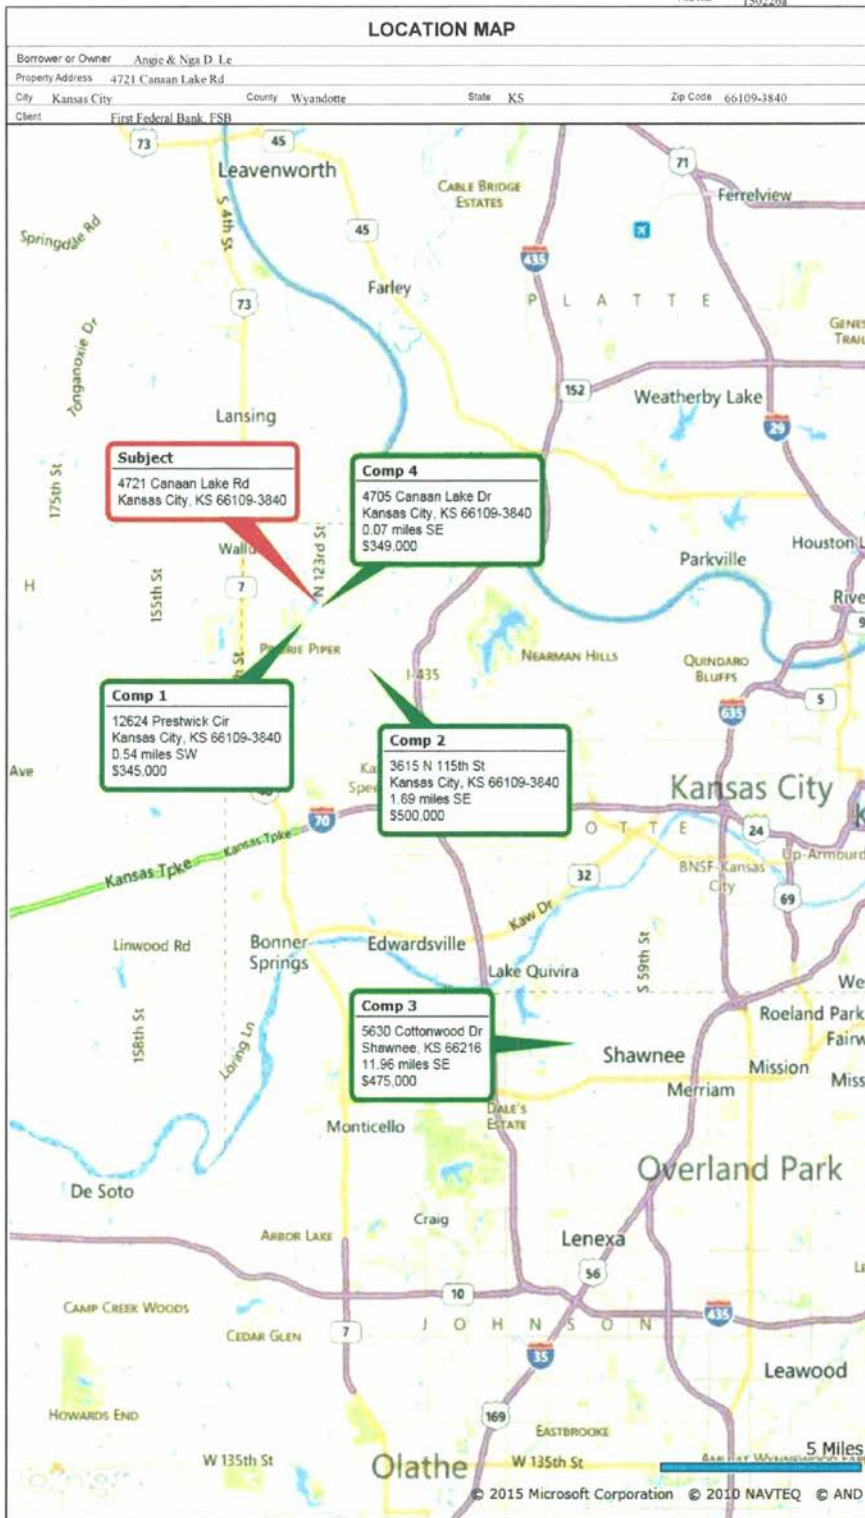 150226a
LOCATION MAP
Borrower or Owner Angie & Nga D. Le
Property Address 4721 Canaan Lake Rd
City Kansas City County Wyandotte State KS Zip Code 66109-3840
Client First Federal Bank, FSB
73
45
71
Leavenworth
CABLE BRIDGE
ESTATES
Ferrelview
S 4th St
Springdale Rd
45
435
73
Farley
P L A T T E
GENES
TRAIL
Tonganoxie Dr
152
Weatherby Lake
Lansing
29
Subject
4721 Canaan Lake Rd
Kansas City, KS 66109-3840
Comp 4
4705 Canaan Lake Dr
Kansas City, KS 66109-3840
0.07 miles SE
$349,000
175th St
N 123rd St
Houston L
Parkville
155th St
H
7
Rive
9
PRAIRIE PIPER
NEARMAN HILLS
QUINDARO
BLUFFS
I-435
5
635
Comp 1
12624 Prestwick Cir
Kansas City, KS 66109-3840
0.54 miles SW
$345,000
Comp 2
3615 N 115th St
Kansas City, KS 66109-3840
1.69 miles SE
$500,000
Ave
Kansas City
K
70
O T T E
24
Kansas Tpke
Kansas Tpke
BNSF-Kansas
City
Up-Armourd
32
69
Kaw Dr
Linwood Rd
Bonner
Springs
Edwardsville
Lake Quivira
S 59th St
We
158th St
Loring Ln
Comp 3
5630 Cottonwood Dr
Shawnee, KS 66216
11.96 miles SE
$475,000
Roeland Park
Fairw
Shawnee
Mission
Miss
Merriam
DALE'S
ESTATE
Monticello
Overland Park
De Soto
Craig
ARBOR LAKE
Lenexa
56
10
CAMP CREEK WOODS
435
CEDAR GLEN
7
J O H N S O N
35
Leawood
HOWARDS END
169
EASTBROOKE
W 135th St
Olathe
W 135th St
5 Miles
© 2015 Microsoft Corporation © 2010 NAVTEQ © AND